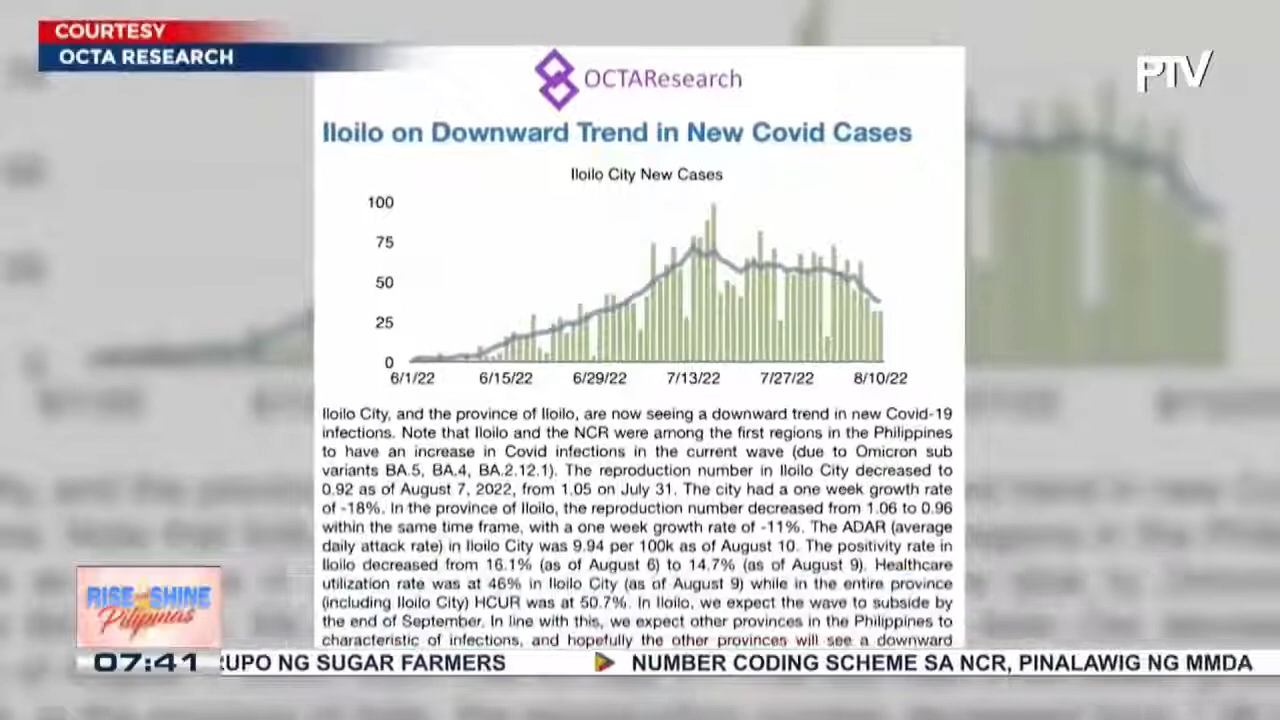 COURTESY
OCTA RESEARCH
PTV
OCTAResearch
Iloilo on Downward Trend in New Covid Cases
Iloilo City New Cases
100
75
50
25
0
6/1/22 6/15/22 6/29/22 7/13/22 7/27/22 8/10/22
Iloilo City, and the province of Iloilo, are now seeing a downward trend in new Covid-19
infections. Note that Iloilo and the NCR were among the first regions in the Philippines
to have an increase in Covid infections in the current wave (due to Omicron sub
variants BA.5, BA.4, BA.2.12.1). The reproduction number in Iloilo City decreased to
0.92 as of August 7, 2022, from 1.05 on July 31. The city had a one week growth rate
of -18%. In the province of Iloilo, the reproduction number decreased from 1.06 to 0.96
within the same time frame, with a one week growth rate of -11%. The ADAR (average
daily attack rate) in Iloilo City was 9.94 per 100k as of August 10. The positivity rate in
Iloilo decreased from 16.1% (as of August 6) to 14.7% (as of August 9). Healthcare
utilization rate was at 46% in Iloilo City (as of August 9) while in the entire province
(including Iloilo City) HCUR was at 50.7%. In Iloilo, we expect the wave to subside by
the end of September. In line with this, we expect other provinces in the Philippines to
characteristic of infections, and hopefully the other provinces will see a downward
RISE SHINE
Pilipinas
07:41 RUPO NG SUGAR FARMERS NUMBER CODING SCHEME SA NCR, PINALAWIG NG MMDA